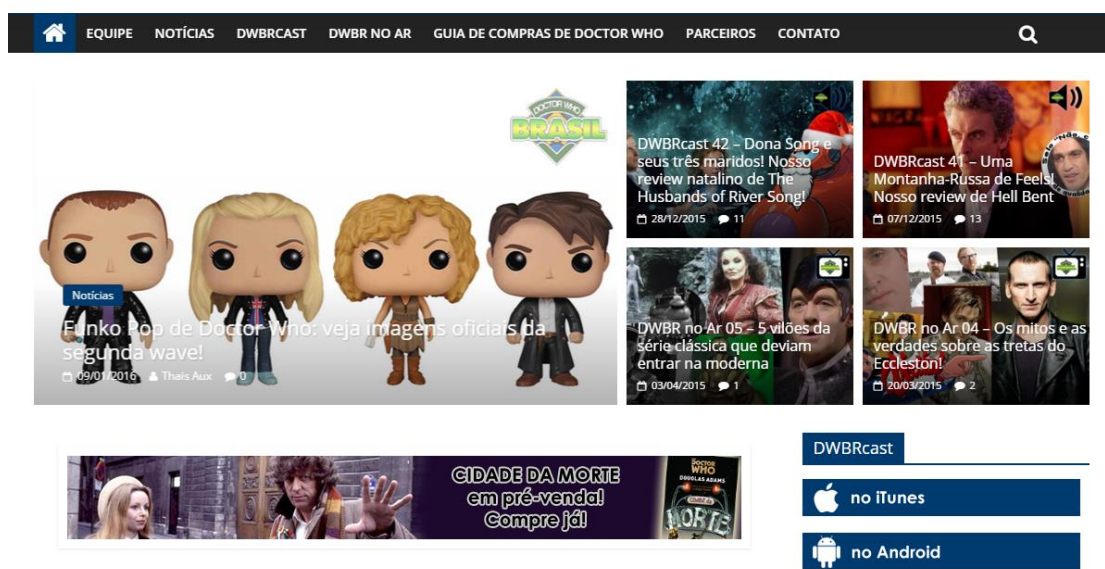 EQUIPE NOTÍCIAS DWBRCAST DWBR NO AR GUIA DE COMPRAS DE DOCTOR WHO PARCEIROS CONTATO
DOCTOR WHO
BRASIL
Notícias
Funko Pop de Doctor Who: veja imagens oficiais da
segunda wave!
09/01/2016 Thais Aux 0
DWBRcast 42 – Dona Song e
seus três maridos! Nosso
review natalino de The
Husbands of River Song!
28/12/2015 11
DWBRcast 41 – Uma
Montanha-Russa de Feels!
Nosso review de Hell Bent
07/12/2015 13
DWBR no Ar 05 – 5 vilões da
série clássica que deviam
entrar na moderna
03/04/2015 1
DWBR no Ar 04 – Os mitos e as
verdades sobre as tretas do
Eccleston!
20/03/2015 2
CIDADE DA MORTE
em pré-venda!
Compre já!
DOCTOR
WHO
DOUGLAS ADAMS
CIDADE DA
MORTE
DWBRcast
no iTunes
no Android